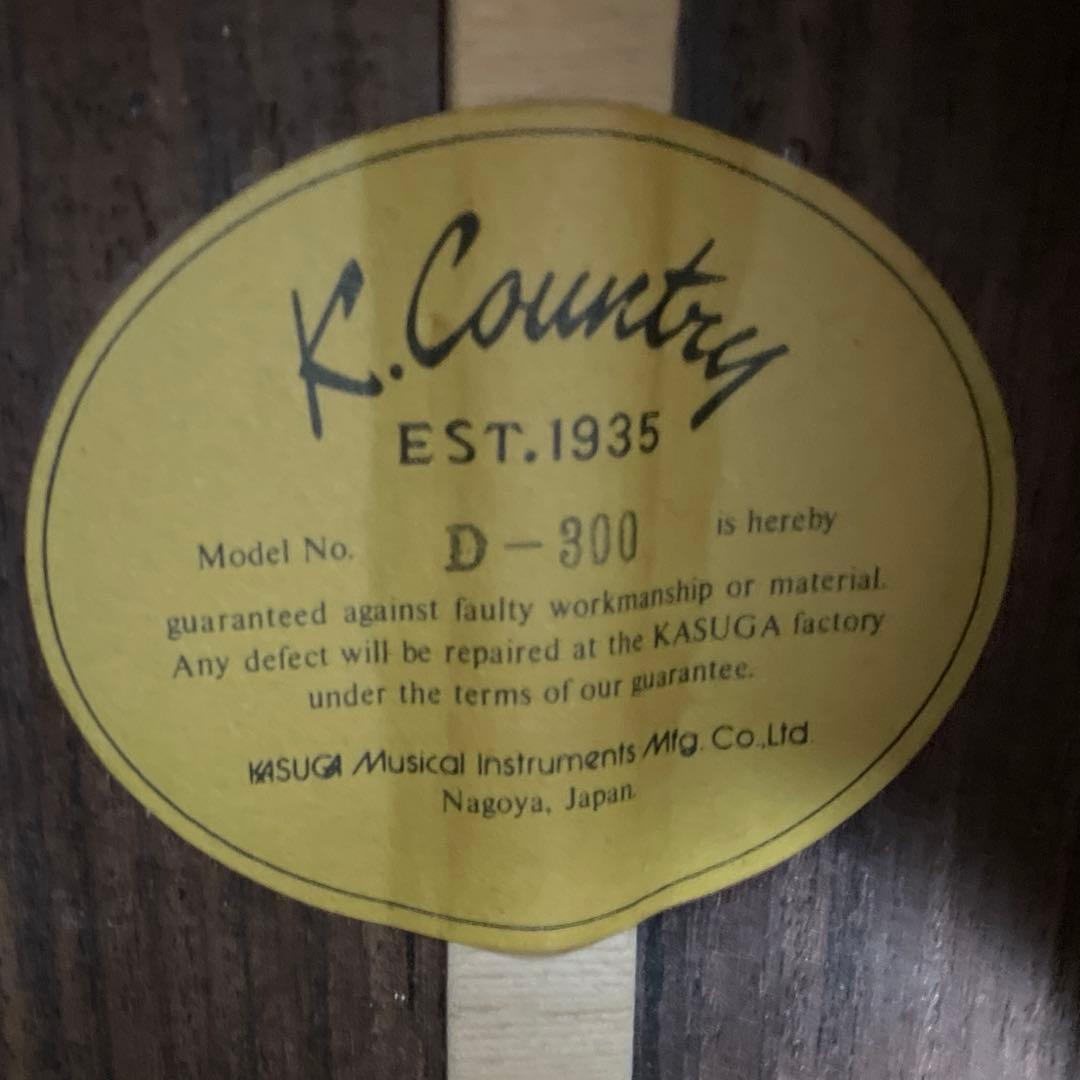 K. Country
EST.1935
Model No. D-300 is hereby
guaranteed against faulty workmanship or material.
Any defect will be repaired at the KASUGA factory
under the terms of our guarantee.
KASUGA Musical Instruments Mfg. Co.,Ltd.
Nagoya, Japan